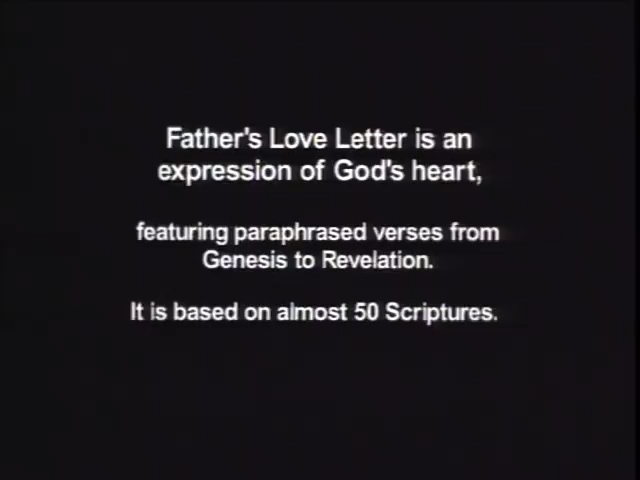 Father's Love Letter is an
expression of God's heart,
featuring paraphrased verses from
Genesis to Revelation.
It is based on almost 50 Scriptures.